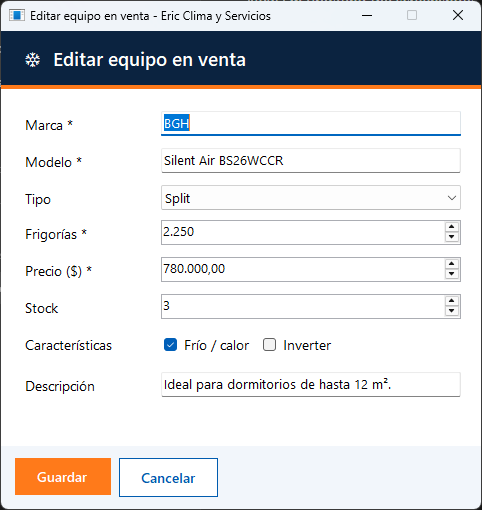 Editar equipo en venta - Eric Clima y Servicios
Editar equipo en venta
Marca * BGH
Modelo * Silent Air BS26WCCR
Tipo Split
Frigorías * 2.250
Precio ($) * 780.000,00
Stock 3
Características Frío / calor Inverter
Descripción Ideal para dormitorios de hasta 12 m².
Guardar Cancelar